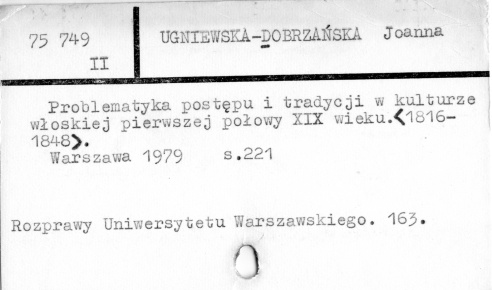 75 749 UGNIEWSKA-DOBRZAŃSKA Joanna
II
Problematyka postępu i tradycji w kulturze
włoskiej pierwszej połowy XIX wieku.<1816-
1848>.
Warszawa 1979 s.221
Rozprawy Uniwersytetu Warszawskiego. 163.